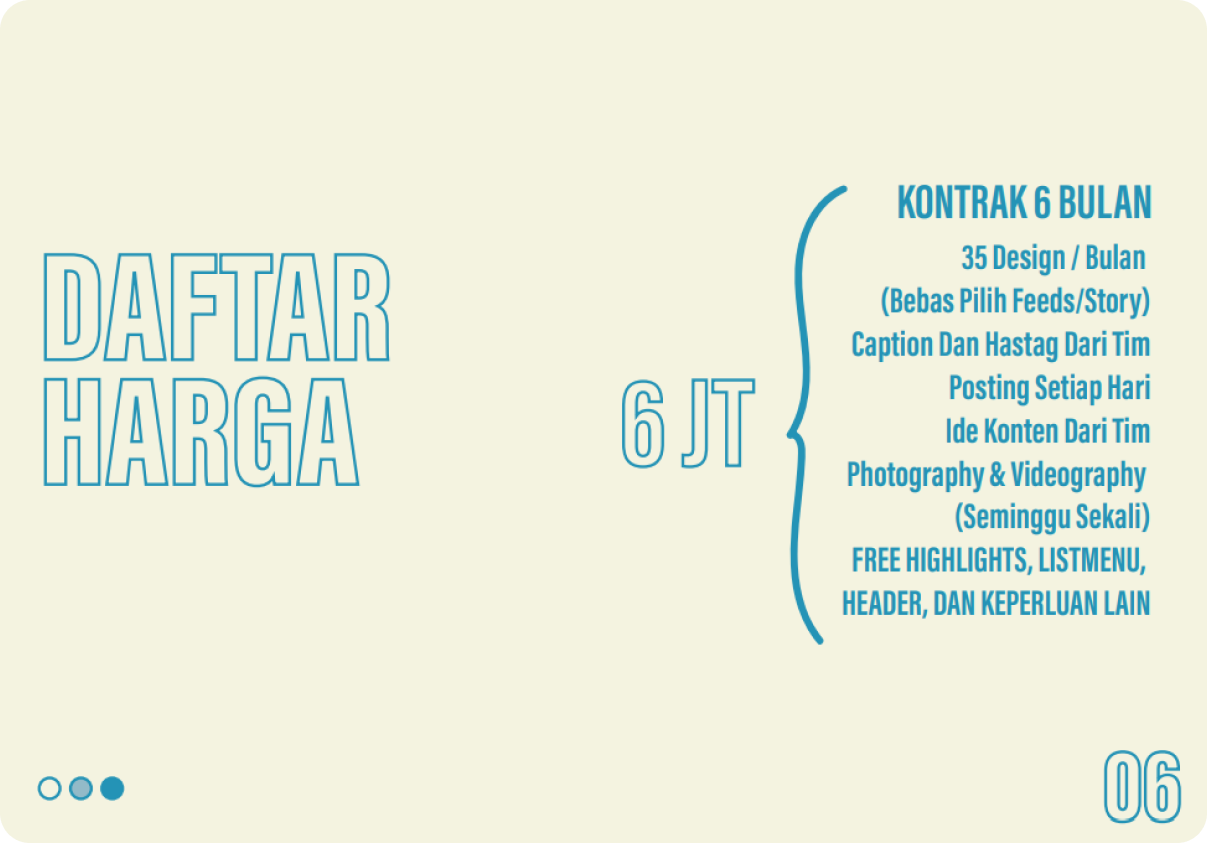 DAFTAR
HARGA
6 JT
KONTRAK 6 BULAN
35 Design / Bulan
(Bebas Pilih Feeds/Story)
Caption Dan Hastag Dari Tim
Posting Setiap Hari
Ide Konten Dari Tim
Photography & Videography
(Seminggu Sekali)
FREE HIGHLIGHTS, LISTMENU,
HEADER, DAN KEPERLUAN LAIN
06